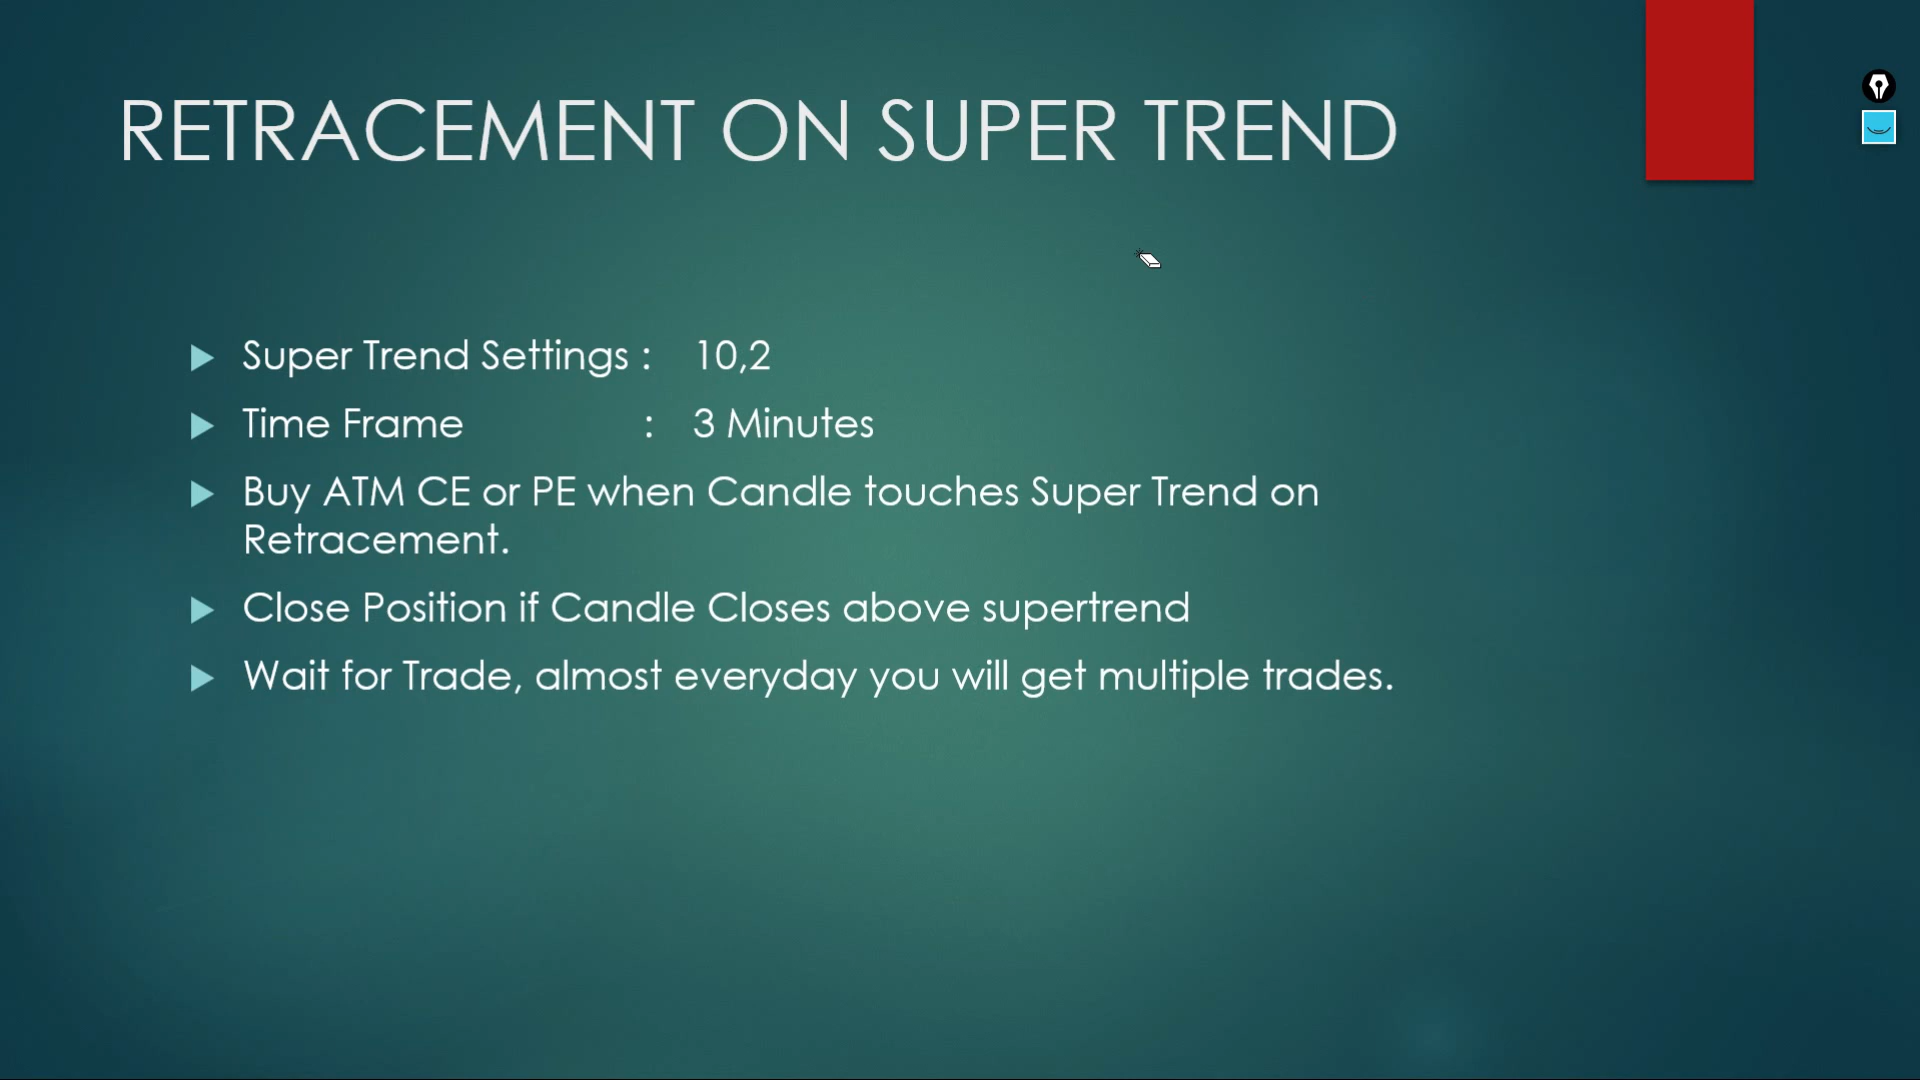 RETRACEMENT ON SUPER TREND
Super Trend Settings : 10,2
Time Frame : 3 Minutes
Buy ATM CE or PE when Candle touches Super Trend on
Retracement.
Close Position if Candle Closes above supertrend
Wait for Trade, almost everyday you will get multiple trades.